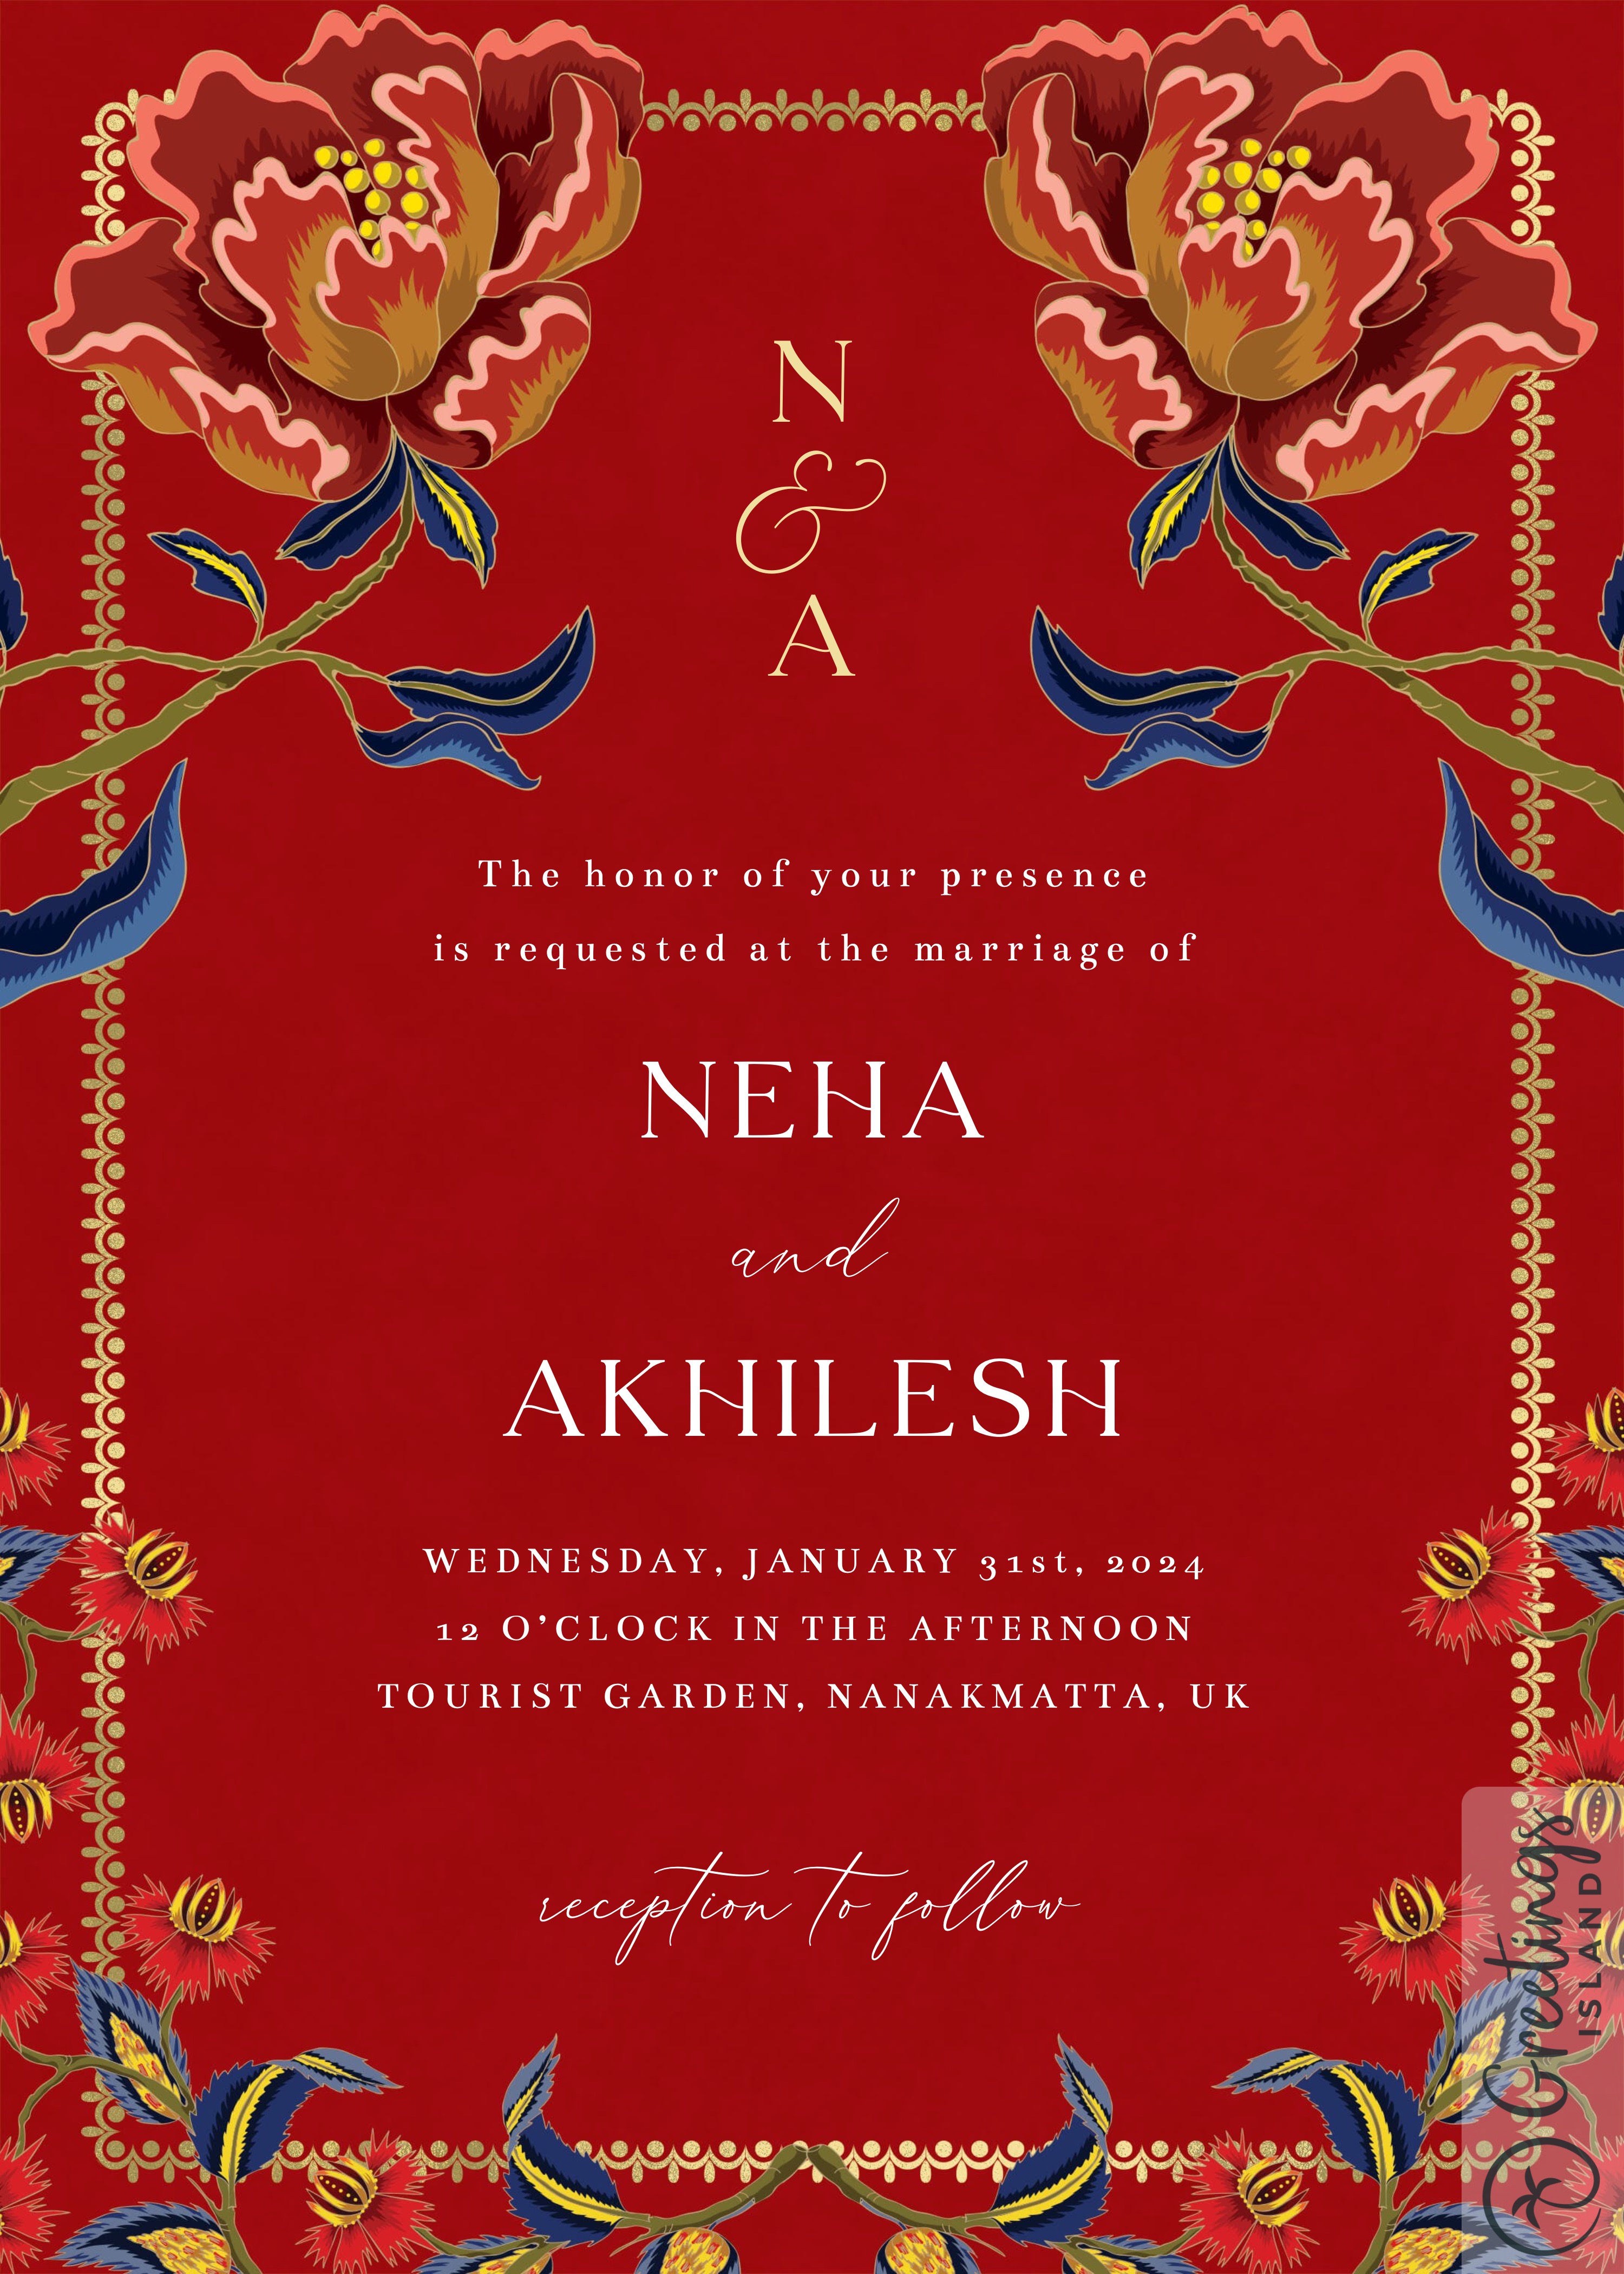 N
&
A
The honor of your presence
is requested at the marriage of
NEHA
and
AKHILESH
WEDNESDAY, JANUARY 31st, 2024
12 O'CLOCK IN THE AFTERNOON
TOURIST GARDEN, NANAKMATTA, UK
reception to follow
Greetings
ISLAND